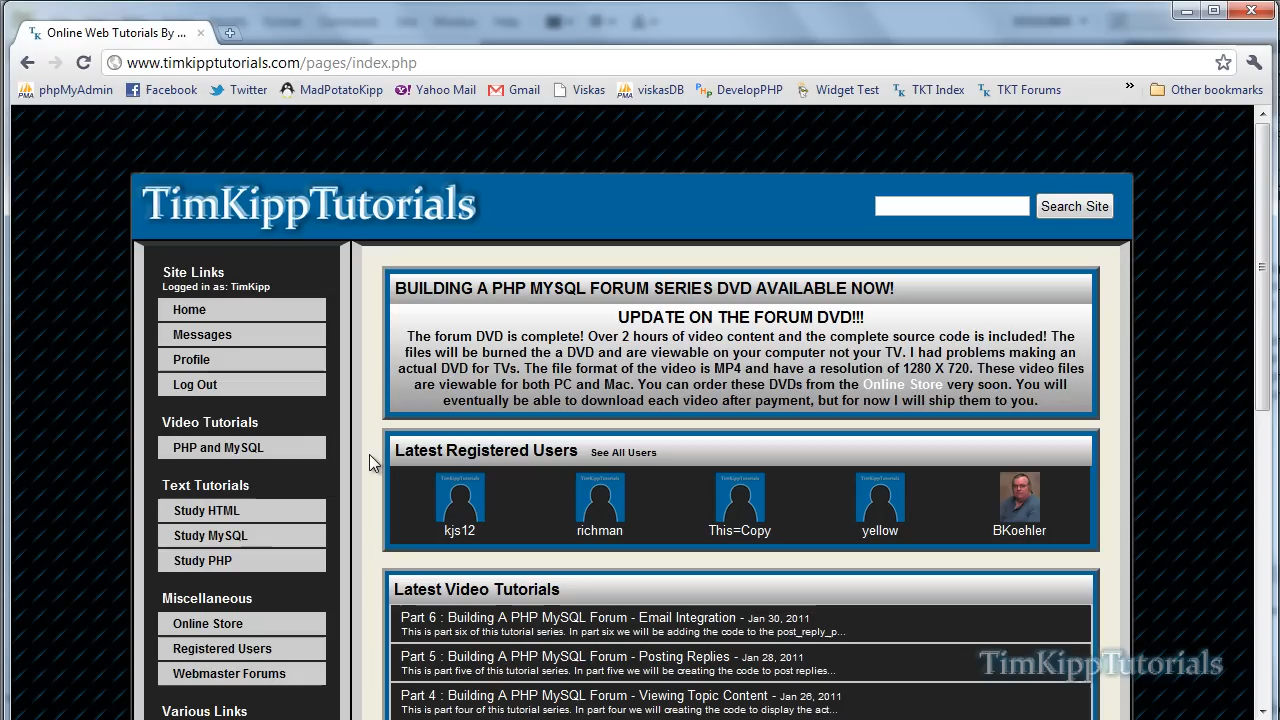 Online Web Tutorials By ...
www.timkipptutorials.com/pages/index.php
phpMyAdmin Facebook Twitter MadPotatoKipp Yahoo Mail Gmail Viskas viskasDB DevelopPHP Widget Test TKT Index TKT Forums » Other bookmarks
TimKippTutorials
Search Site
Site Links
Logged in as: TimKipp
Home
Messages
Profile
Log Out
Video Tutorials
PHP and MySQL
Text Tutorials
Study HTML
Study MySQL
Study PHP
Miscellaneous
Online Store
Registered Users
Webmaster Forums
Various Links
BUILDING A PHP MYSQL FORUM SERIES DVD AVAILABLE NOW!
UPDATE ON THE FORUM DVD!!!
The forum DVD is complete! Over 2 hours of video content and the complete source code is included! The
files will be burned the a DVD and are viewable on your computer not your TV. I had problems making an
actual DVD for TVs. The file format of the video is MP4 and have a resolution of 1280 X 720. These video files
are viewable for both PC and Mac. You can order these DVDs from the Online Store very soon. You will
eventually be able to download each video after payment, but for now I will ship them to you.
Latest Registered Users See All Users
kjs12 richman This=Copy yellow BKoehler
Latest Video Tutorials
Part 6 : Building A PHP MySQL Forum - Email Integration - Jan 30, 2011
This is part six of this tutorial series. In part six we will be adding the code to the post_reply_p...
Part 5 : Building A PHP MySQL Forum - Posting Replies - Jan 28, 2011
This is part five of this tutorial series. In part five we will be creating the code to post replies...
Part 4 : Building A PHP MySQL Forum - Viewing Topic Content - Jan 26, 2011
This is part four of this tutorial series. In part four we will creating the code to display the act...
TimKippTutorials